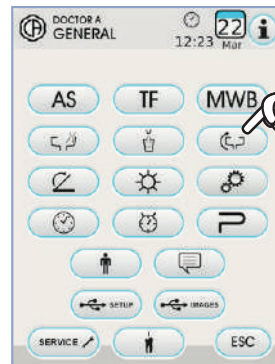 DOCTOR A
GENERAL
12:23
22
Mar
i
AS TF MWB
SETUP IMAGES
SERVICE ESC